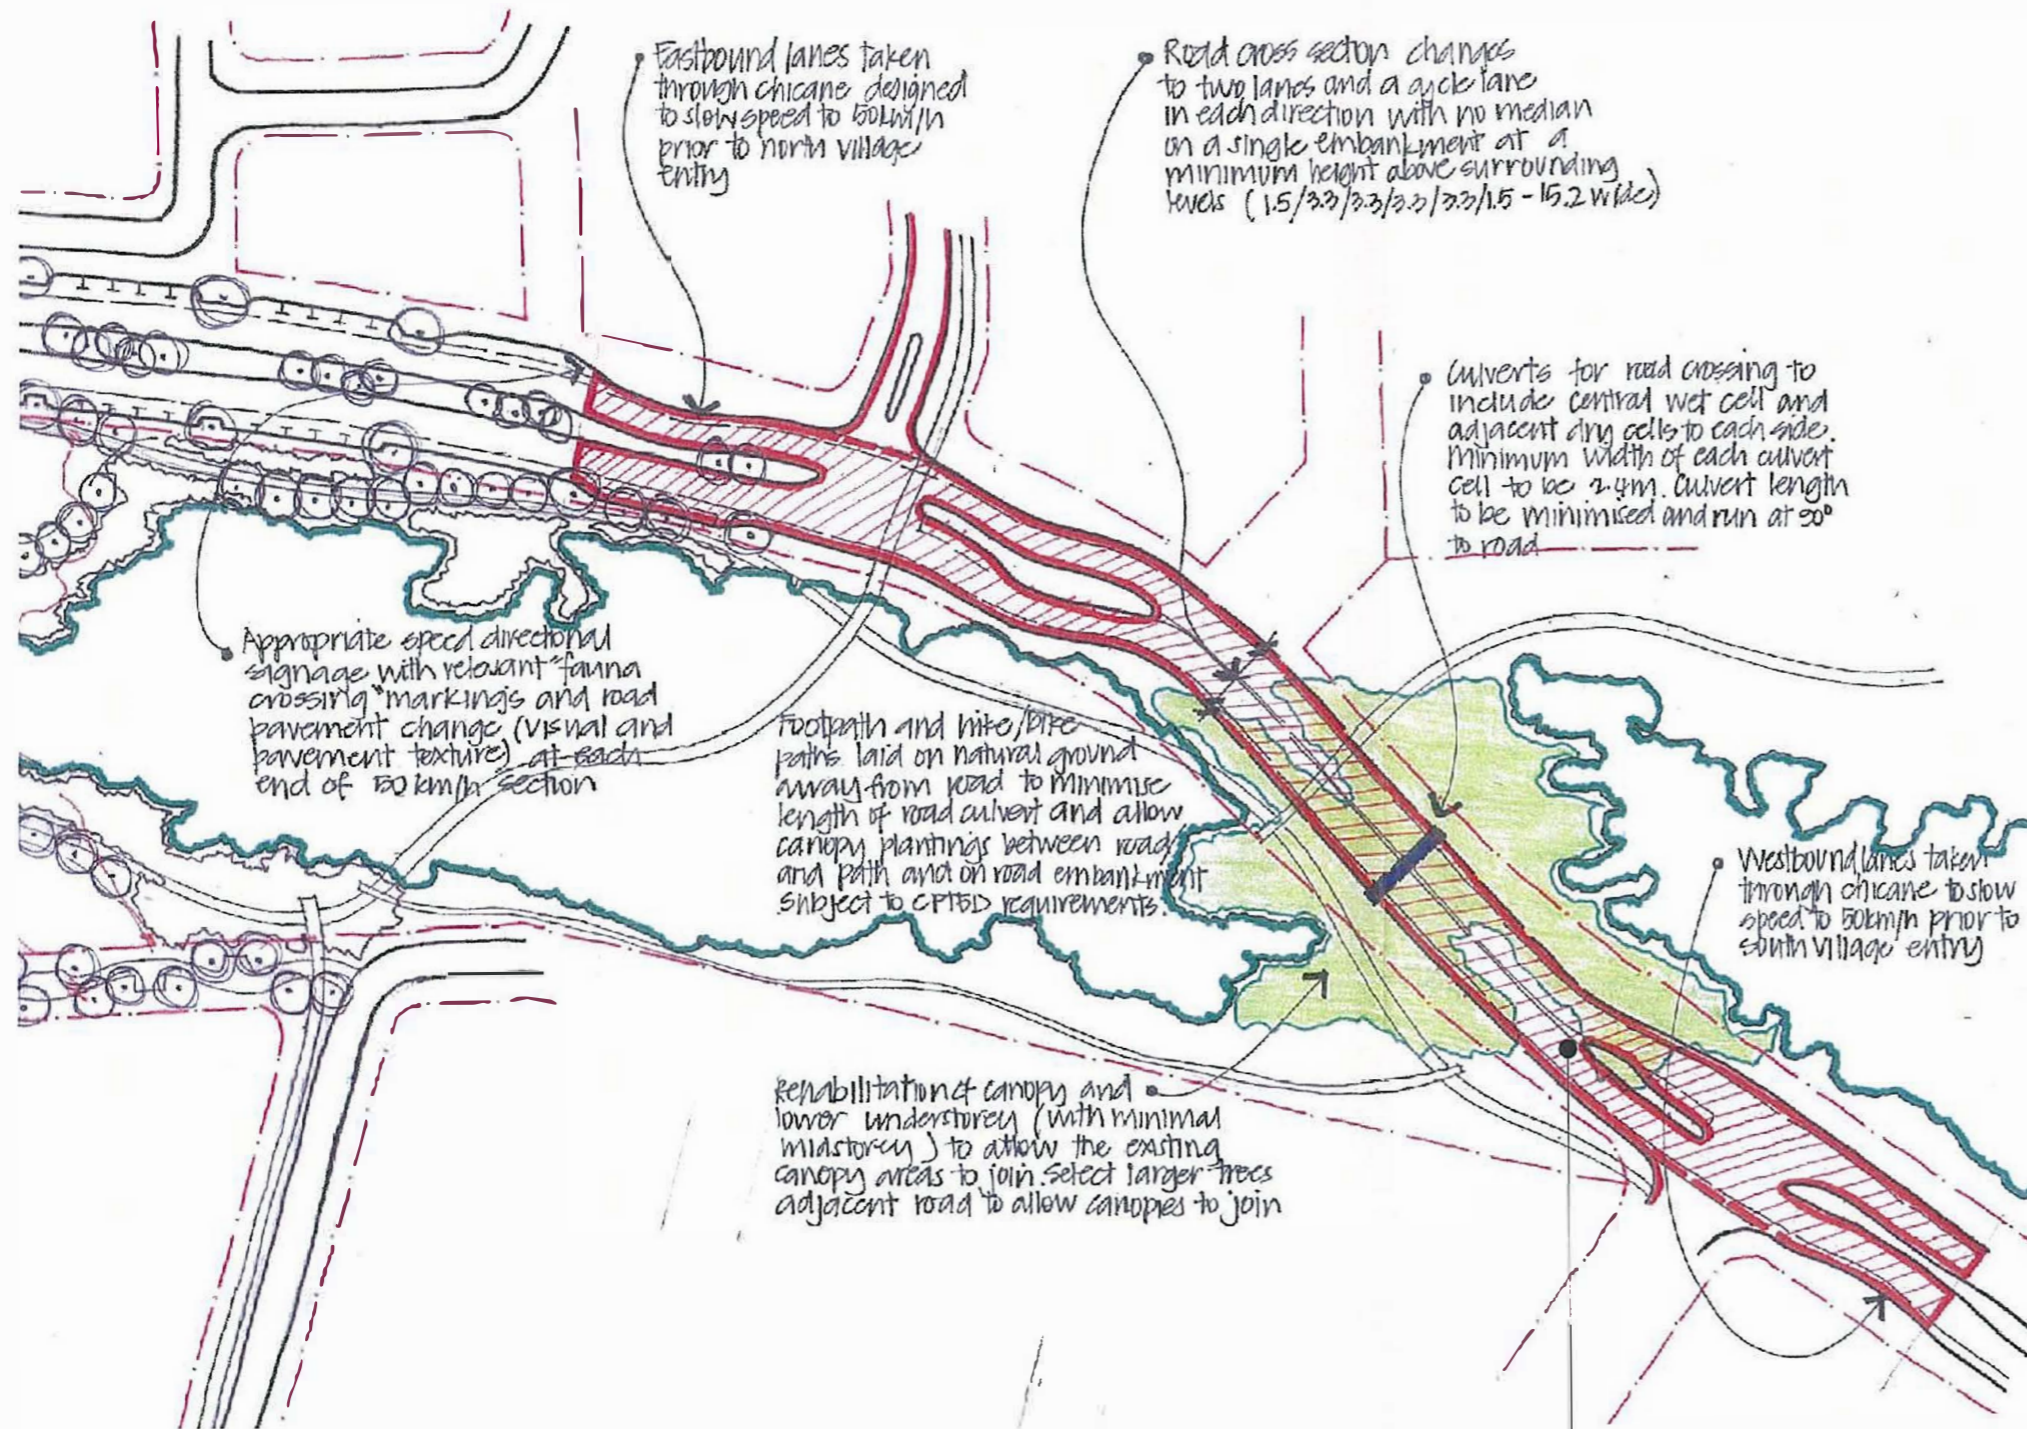 Eastbound lanes taken
through chicane designed
to slow speed to 50km/h
prior to north village
entry
Road cross section changes
to two lanes and a cycle lane
in each direction with no median
on a single embankment at a
minimum height above surrounding
levels (1.5/3.3/3.3/3.3/3.3/1.5 - 15.2 wide)
Culverts for road crossing to
include central wet cell and
adjacent dry cells to each side.
Minimum width of each culvert
cell to be 2.4m. Culvert length
to be minimised and run at 90°
to road
Appropriate speed directional
signage with relevant "fauna
crossing" markings and road
pavement change (visual and
pavement texture) at each
end of 50 km/h section
Footpath and hike/bike
paths laid on natural ground
away from road to minimise
length of road culvert and allow
canopy plantings between road
and path and on road embankment
subject to CPTED requirements.
Westbound lanes taken
through chicane to slow
speed to 50km/h prior to
south village entry
Rehabilitation of canopy and
lower understorey (with minimal
midstorey) to allow the existing
canopy areas to join. Select larger trees
adjacent road to allow canopies to join